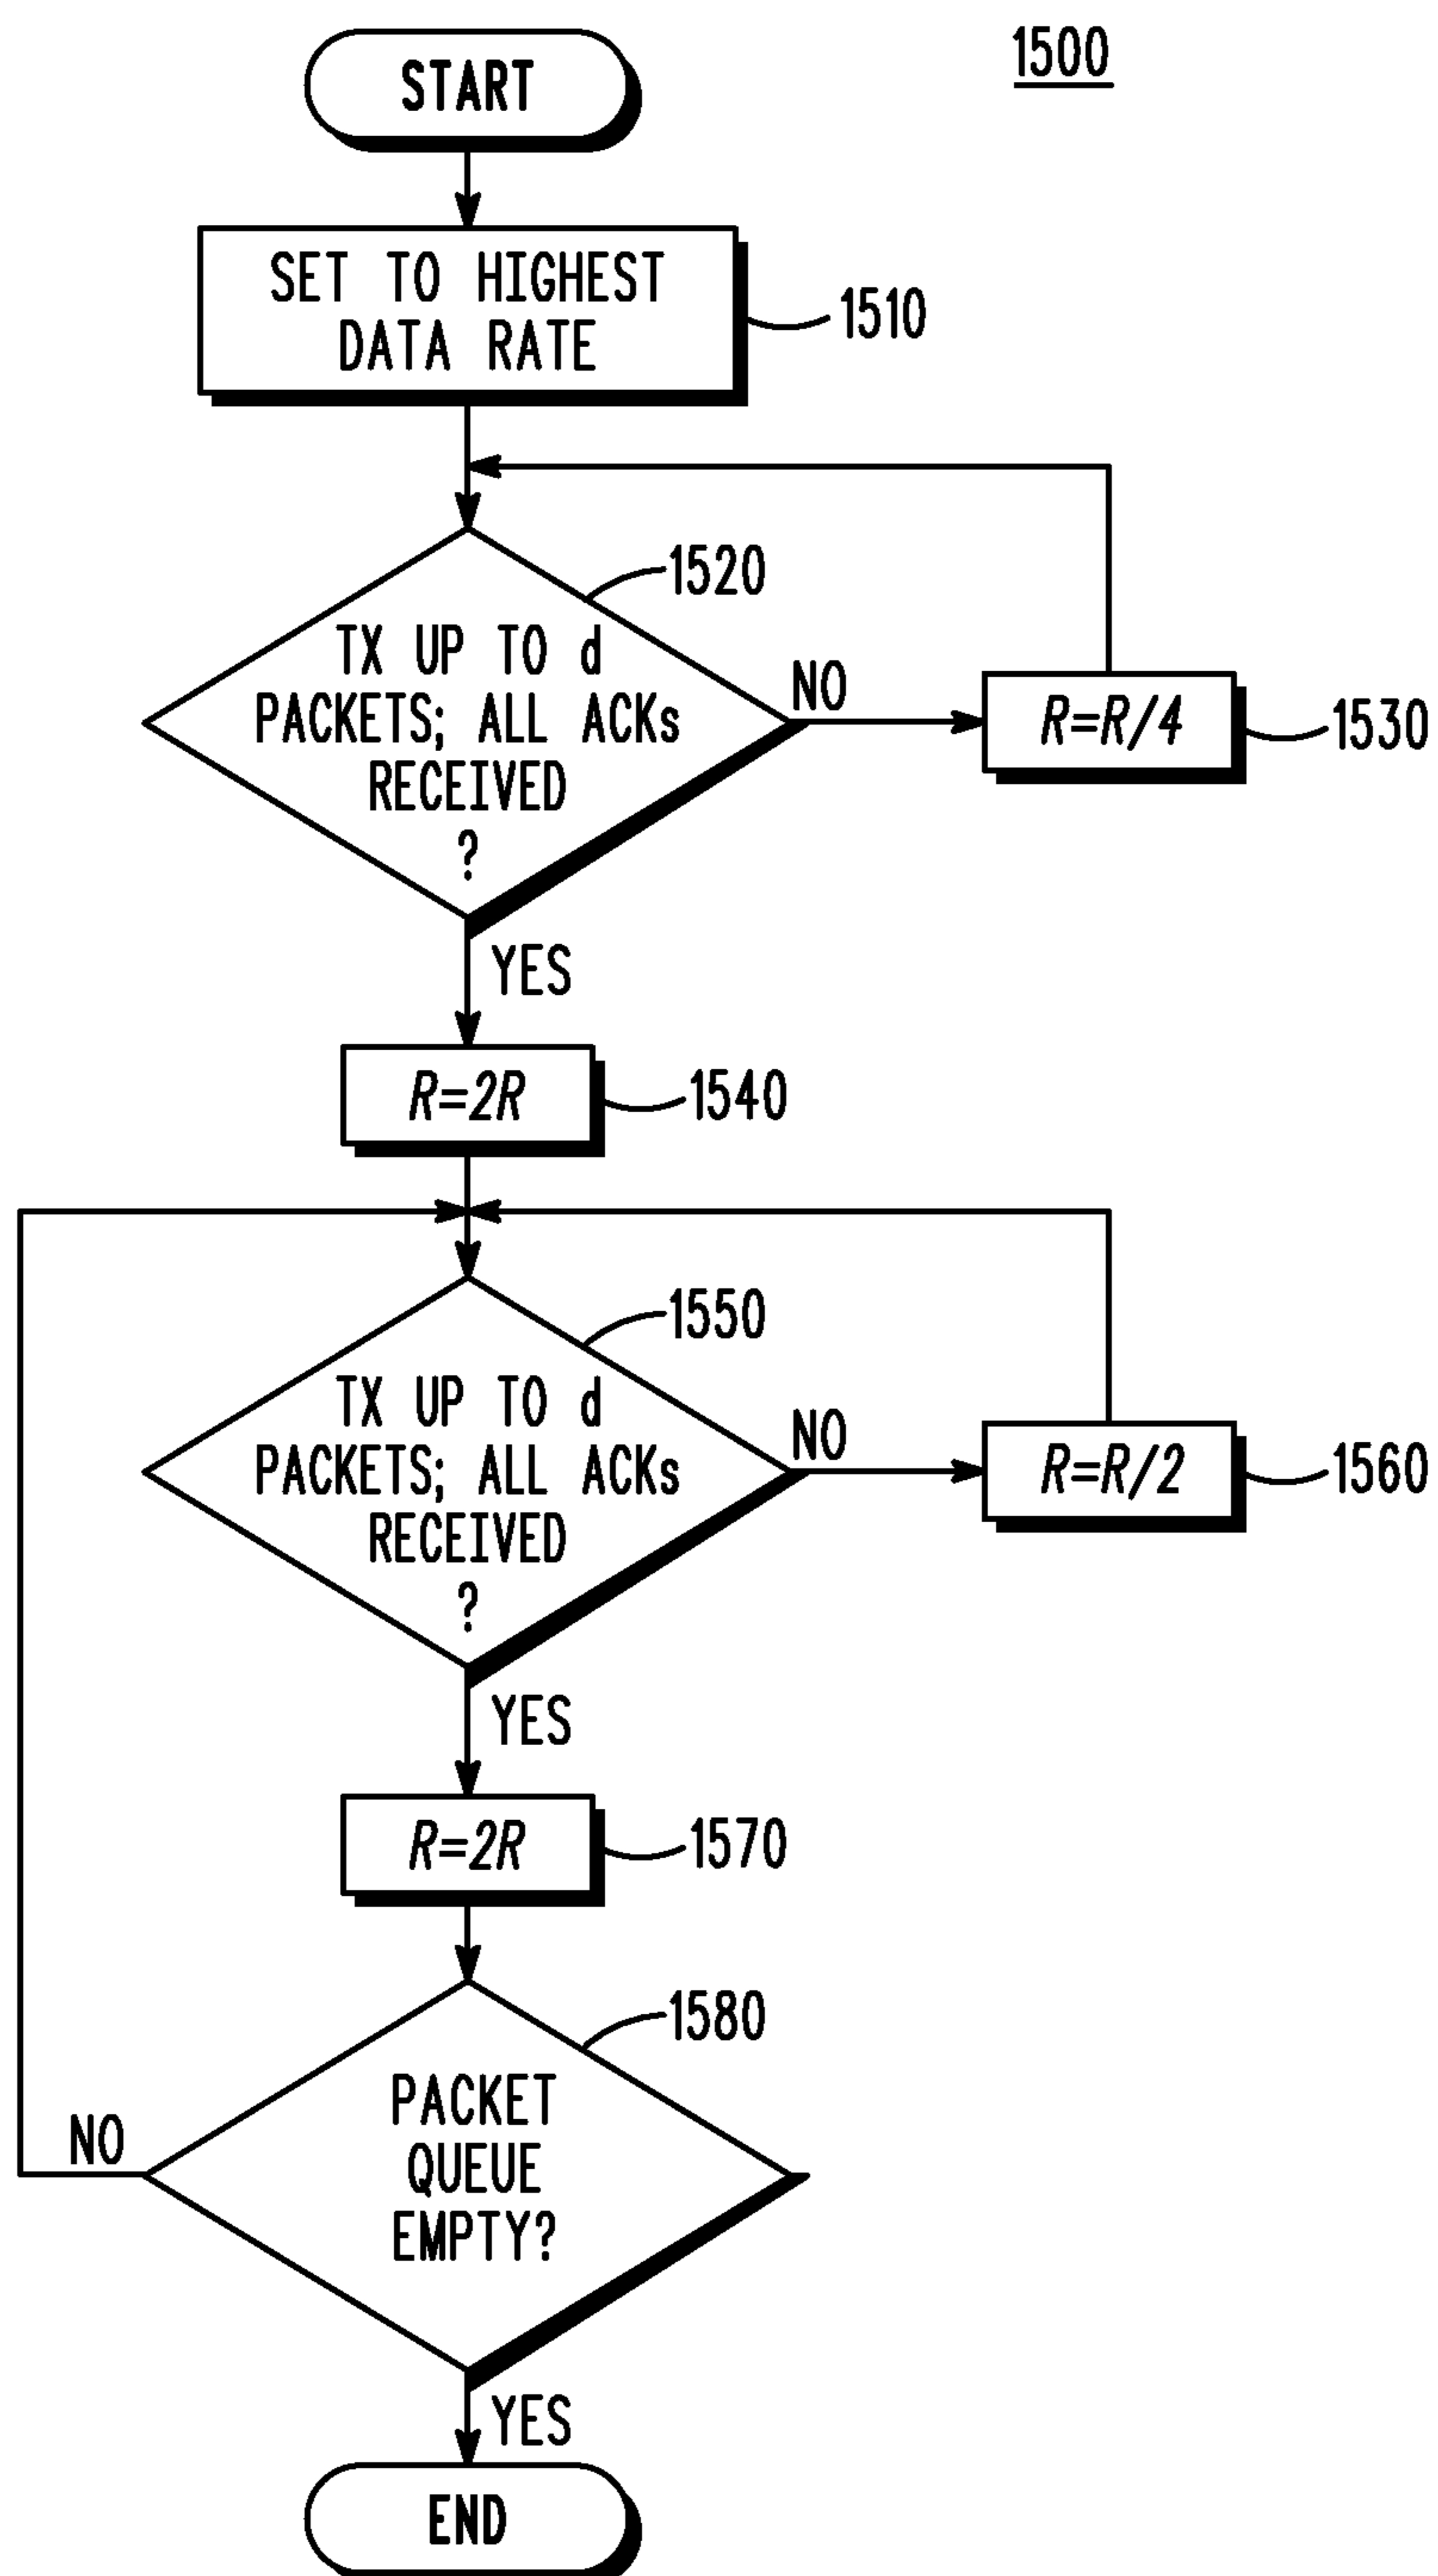 1500
START
SET TO HIGHEST
DATA RATE
1510
1520
TX UP TO d
PACKETS; ALL ACKs
RECEIVED
?
NO
R=R/4
1530
YES
R=2R
1540
1550
TX UP TO d
PACKETS; ALL ACKs
RECEIVED
?
NO
R=R/2
1560
YES
R=2R
1570
1580
PACKET
QUEUE
EMPTY?
NO
YES
END